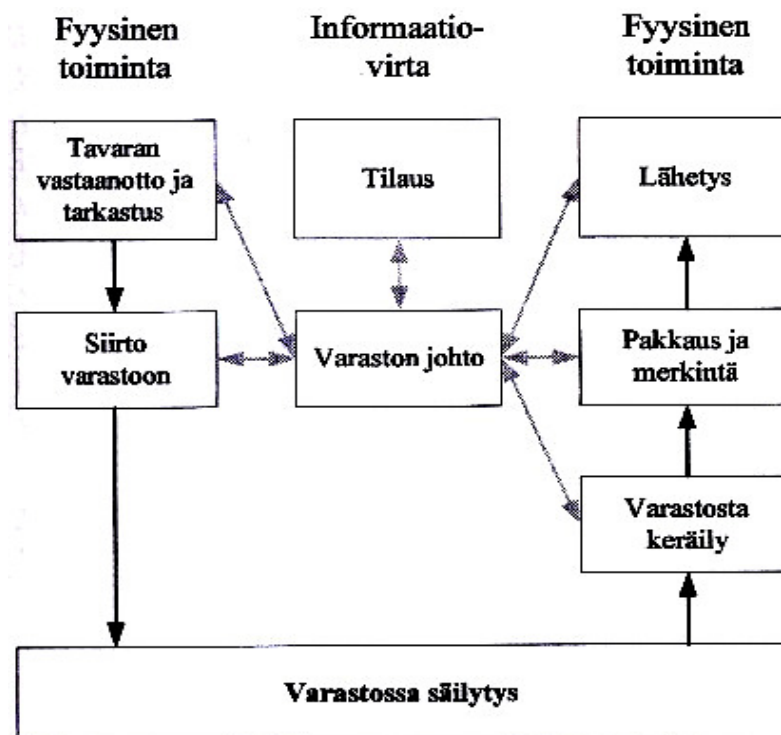 Fyysinen
toiminta
Informaatio-
virta
Fyysinen
toiminta
Tavaran
vastaanotto ja
tarkastus
Tilaus
Lähetys
Siirto
varastoon
Varaston johto
Pakkaus ja
merkintä
Varastosta
keräily
Varastossa säilytys